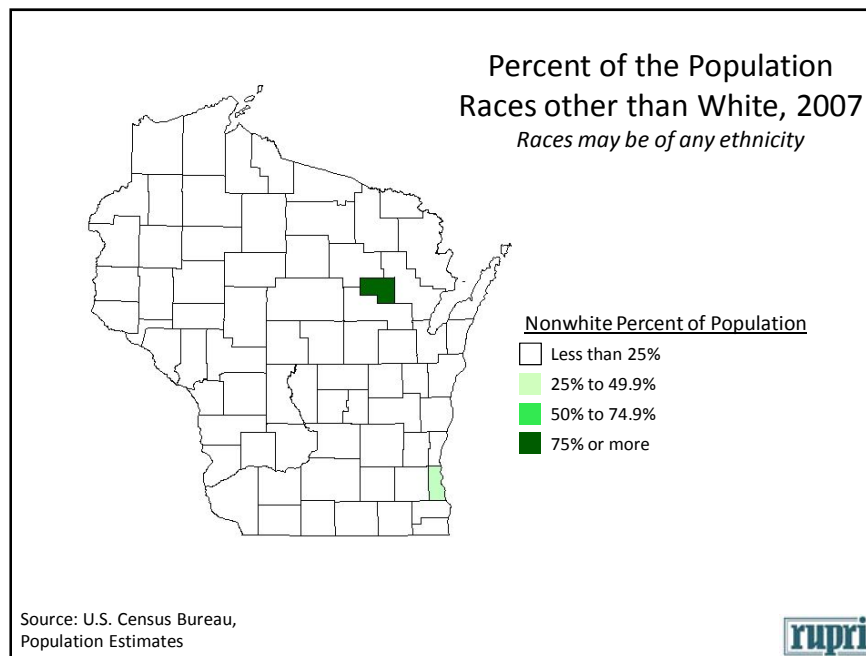 Percent of the Population
Races other than White, 2007
Races may be of any ethnicity
Nonwhite Percent of Population
Less than 25%
25% to 49.9%
50% to 74.9%
75% or more
Source: U.S. Census Bureau,
Population Estimates
rupri